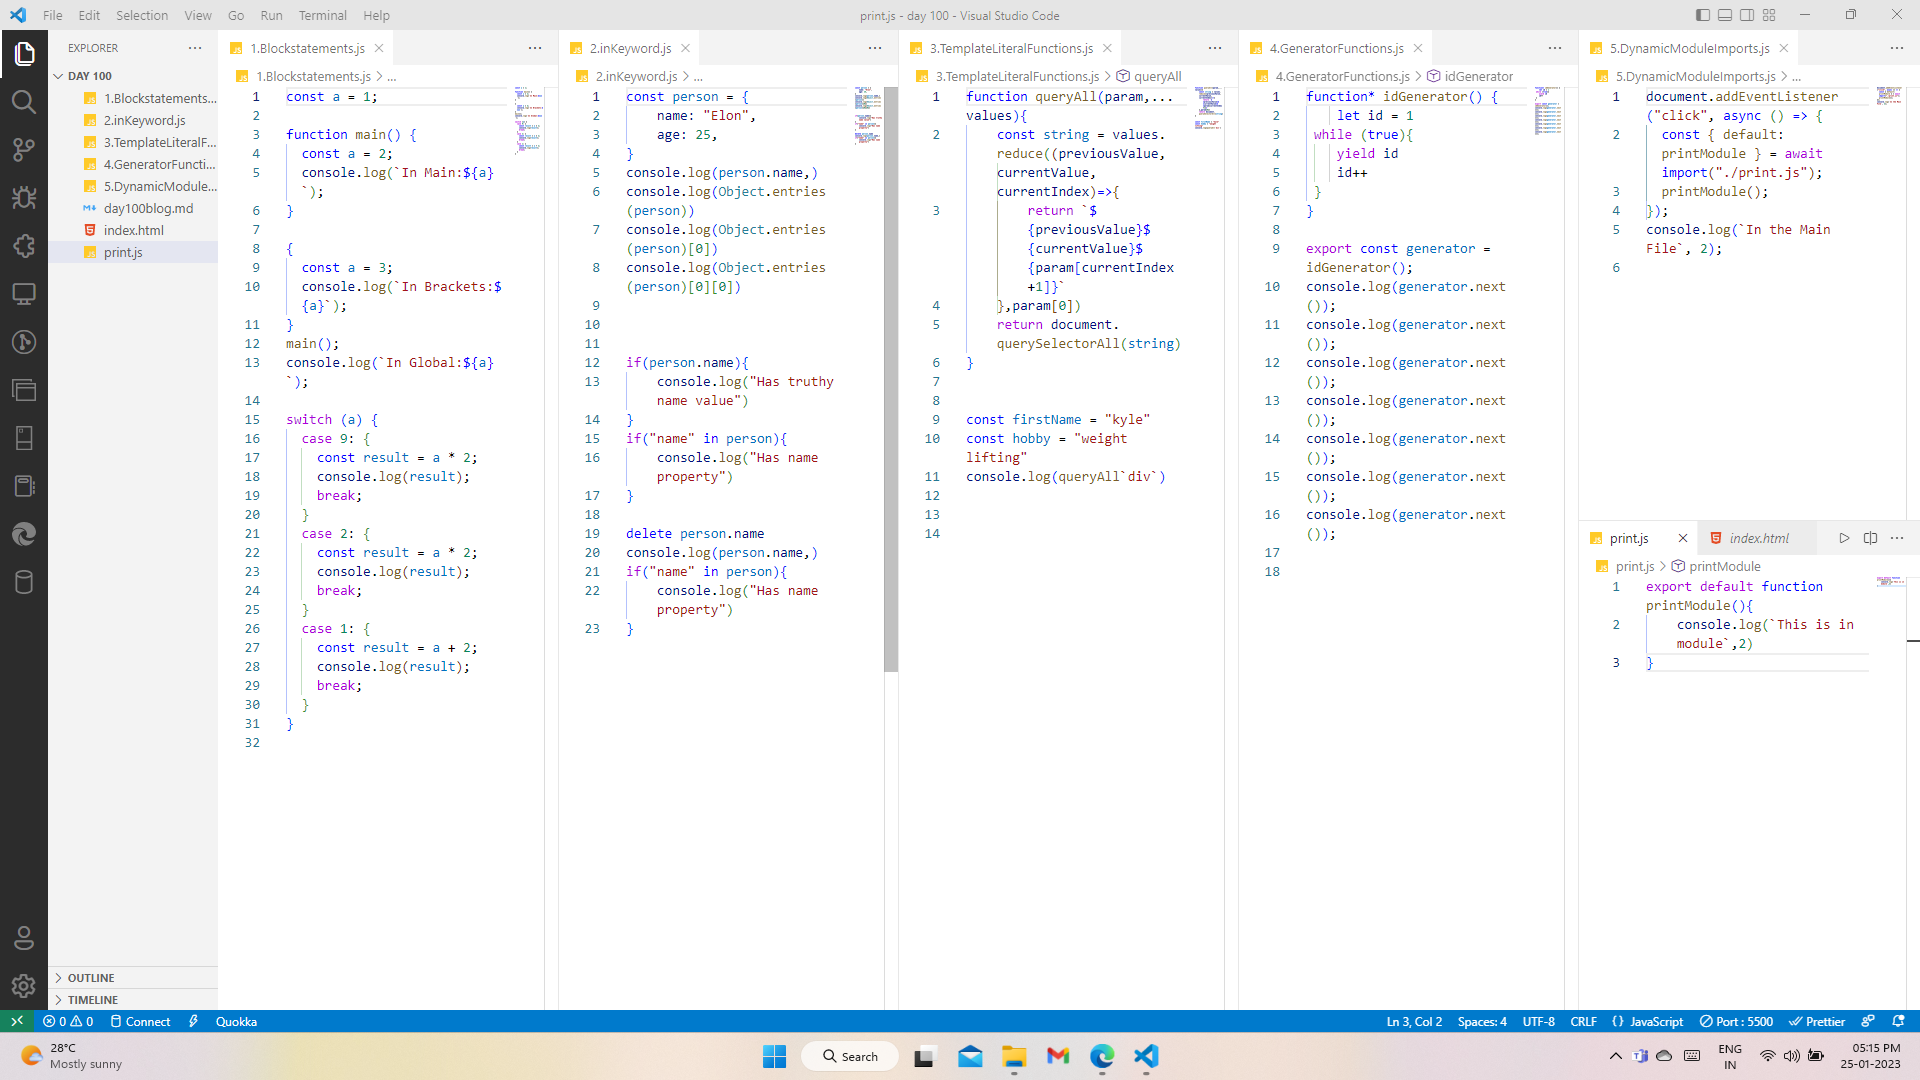 File Edit Selection View Go Run Terminal Help
print.js - day 100 - Visual Studio Code
EXPLORER
DAY 100
1.Blockstatements...
2.inKeyword.js
3.TemplateLiteralF...
4.GeneratorFuncti...
5.DynamicModule...
day100blog.md
index.html
print.js
OUTLINE
TIMELINE
1.Blockstatements.js
1.Blockstatements.js > ...
1 const a = 1;
2
3 function main() {
4 const a = 2;
5 console.log(`In Main:${a}
`);
6 }
7
8 {
9 const a = 3;
10 console.log(`In Brackets:$
{a}`);
11 }
12 main();
13 console.log(`In Global:${a}
`);
14
15 switch (a) {
16 case 9: {
17 const result = a * 2;
18 console.log(result);
19 break;
20 }
21 case 2: {
22 const result = a * 2;
23 console.log(result);
24 break;
25 }
26 case 1: {
27 const result = a + 2;
28 console.log(result);
29 break;
30 }
31 }
32
2.inKeyword.js
2.inKeyword.js > ...
1 const person = {
2 name: "Elon",
3 age: 25,
4 }
5 console.log(person.name,)
6 console.log(Object.entries
(person))
7 console.log(Object.entries
(person)[0])
8 console.log(Object.entries
(person)[0][0])
9
10
11
12 if(person.name){
13 console.log("Has truthy
name value")
14 }
15 if("name" in person){
16 console.log("Has name
property")
17 }
18
19 delete person.name
20 console.log(person.name,)
21 if("name" in person){
22 console.log("Has name
property")
23 }
3.TemplateLiteralFunctions.js
3.TemplateLiteralFunctions.js > queryAll
1 function queryAll(param,...
values){
2 const string = values.
reduce((previousValue,
currentValue,
currentIndex)=>{
3 return `$
{previousValue}$
{currentValue}$
{param[currentIndex
+1]}`
4 },param[0])
5 return document.
querySelectorAll(string)
6 }
7
8
9 const firstName = "kyle"
10 const hobby = "weight
lifting"
11 console.log(queryAll`div`)
12
13
14
4.GeneratorFunctions.js
4.GeneratorFunctions.js > idGenerator
1 function* idGenerator() {
2 let id = 1
3 while (true){
4 yield id
5 id++
6 }
7 }
8
9 export const generator =
idGenerator();
10 console.log(generator.next
());
11 console.log(generator.next
());
12 console.log(generator.next
());
13 console.log(generator.next
());
14 console.log(generator.next
());
15 console.log(generator.next
());
16 console.log(generator.next
());
17
18
5.DynamicModuleImports.js
5.DynamicModuleImports.js > ...
1 document.addEventListener
("click", async () => {
2 const { default:
printModule } = await
import("./print.js");
3 printModule();
4 });
5 console.log(`In the Main
File`, 2);
6
print.js index.html
print.js > printModule
1 export default function
printModule(){
2 console.log(`This is in
module`,2)
3 }
0 0 Connect Quokka
Ln 3, Col 2 Spaces: 4 UTF-8 CRLF {} JavaScript Port : 5500 Prettier
28°C
Mostly sunny
Search
ENG
IN
05:15 PM
25-01-2023